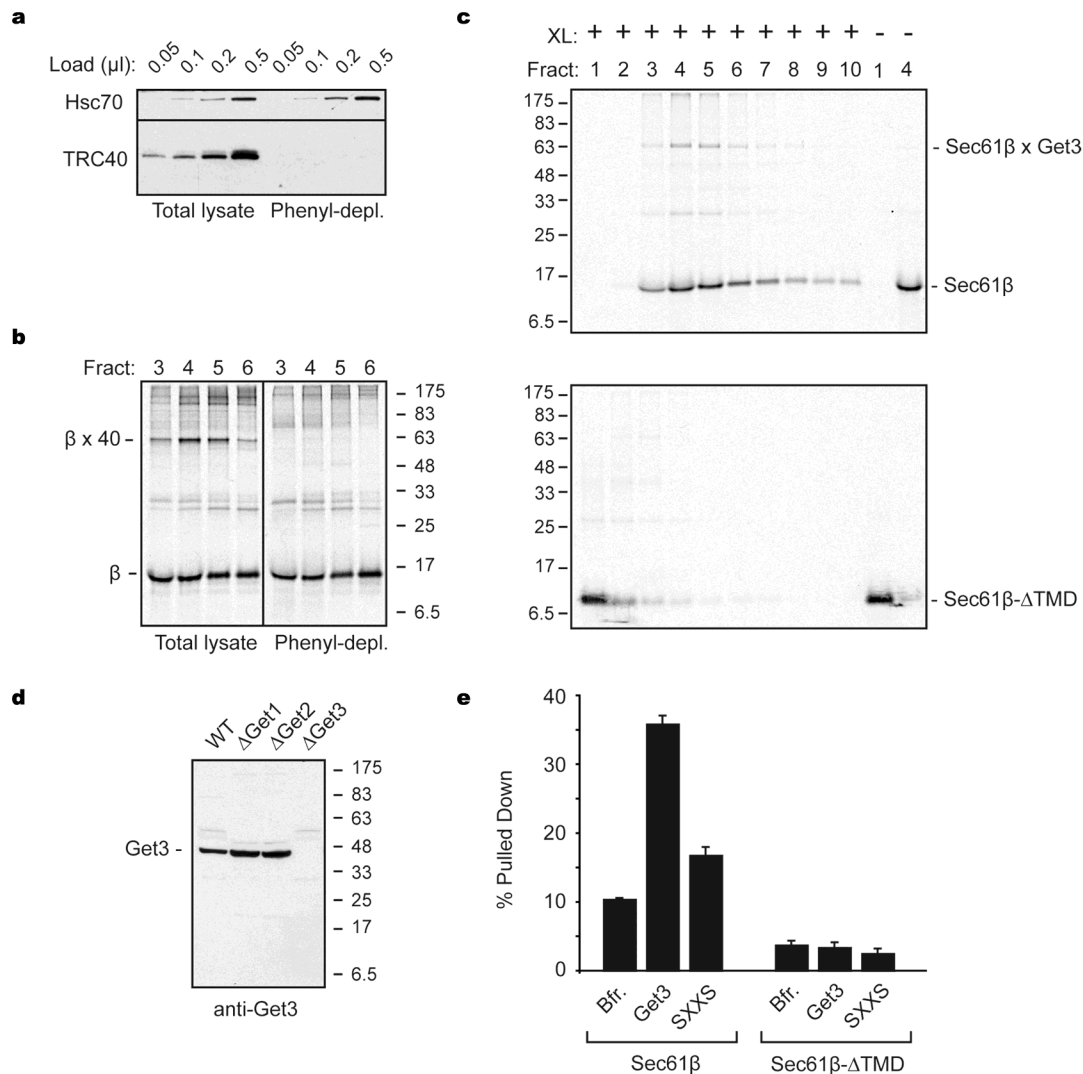 a
Load (µl): 0.05 0.1 0.2 0.5 0.05 0.1 0.2 0.5
Hsc70
TRC40
Total lysate Phenyl-depl.
b
Fract: 3 4 5 6 3 4 5 6
175
83
β x 40 - 63
48
33
25
β - 17
6.5
Total lysate Phenyl-depl.
c
XL: + + + + + + + + + + - -
Fract: 1 2 3 4 5 6 7 8 9 10 1 4
175
83
63 - Sec61β x Get3
48
33
25
17 - Sec61β
6.5
175
83
63
48
33
25
17
6.5 - Sec61β-ΔTMD
d
WT ΔGet1 ΔGet2 ΔGet3
175
83
63
Get3 - 48
33
25
17
6.5
anti-Get3
e
% Pulled Down
40
30
20
10
0
Bfr. Get3 SXXS Bfr. Get3 SXXS
Sec61β Sec61β-ΔTMD